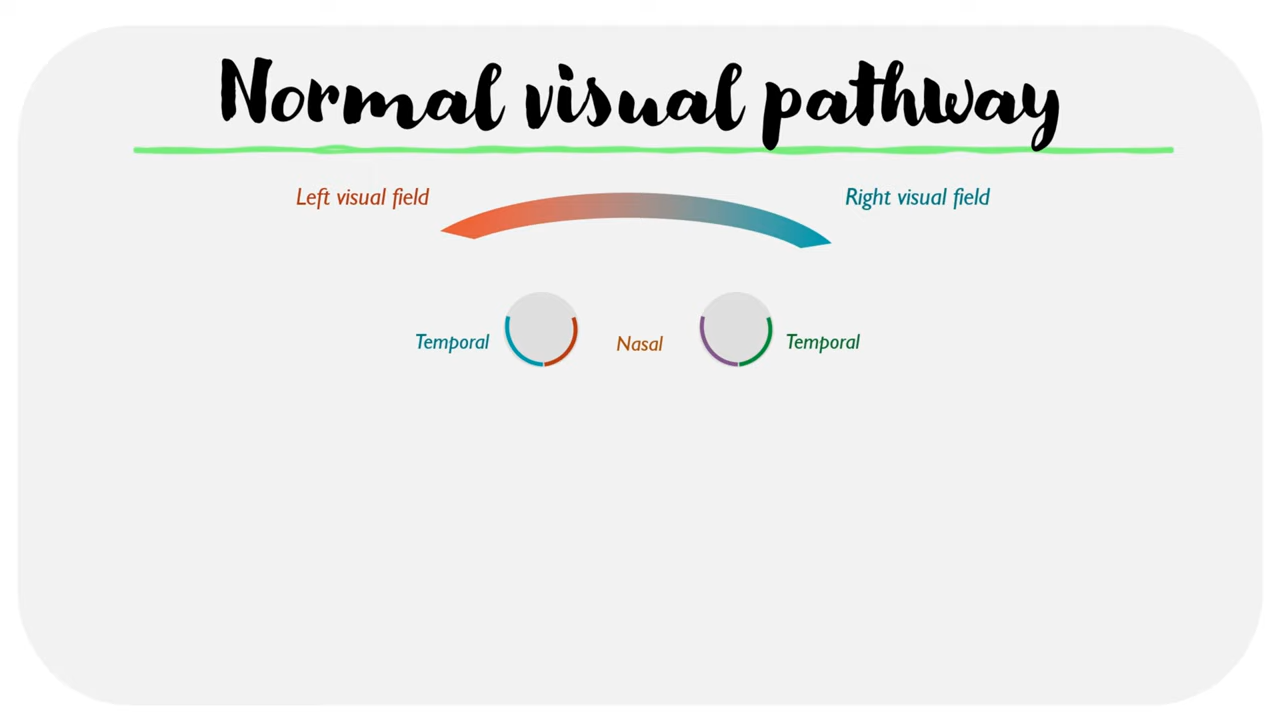 Normal visual pathway
Left visual field
Right visual field
Temporal
Nasal
Temporal